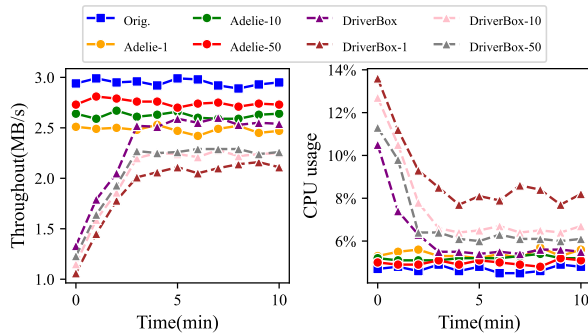 Orig. Adelie-10 DriverBox DriverBox-10
Adelie-1 Adelie-50 DriverBox-1 DriverBox-50
Throughout(MB/s)
3.0
2.5
2.0
1.5
1.0
0 5 10
Time(min)
CPU usage
14%
12%
10%
8%
6%
0 5 10
Time(min)